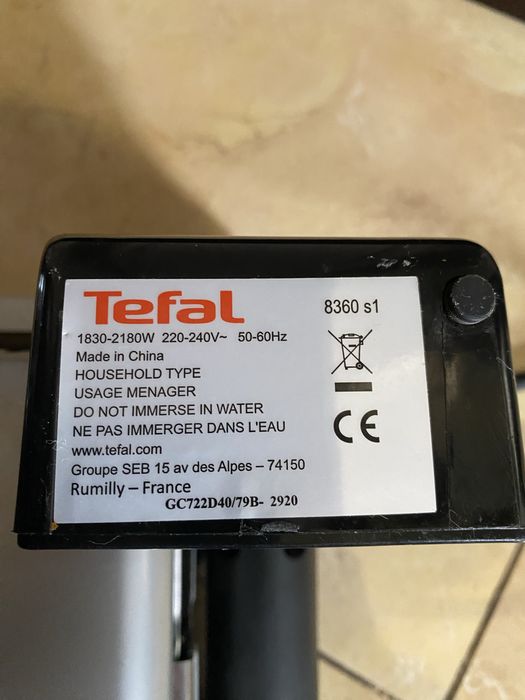 Tefal
8360 s1
1830-2180W 220-240V~ 50-60Hz
Made in China
HOUSEHOLD TYPE
USAGE MENAGER
DO NOT IMMERSE IN WATER
NE PAS IMMERGER DANS L'EAU
www.tefal.com
Groupe SEB 15 av des Alpes – 74150
Rumilly – France
GC722D40/79B- 2920
CE